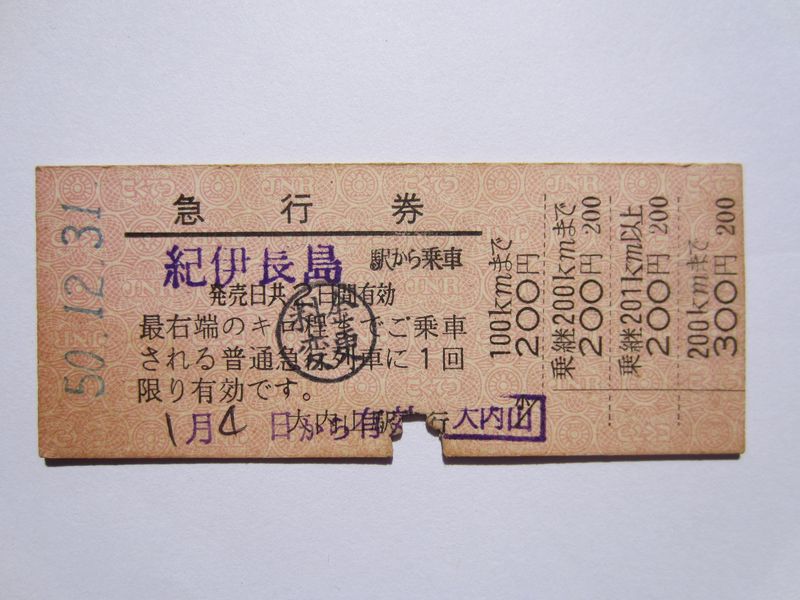 50.12.31
急行券
紀伊長島 駅から乗車
発売日共2日間有効
最右端のキロ程までご乗車
される普通急行列車に1回
限り有効です。
1月4日から有効
大内山駅 行
大内山
100kmまで
200円
乗継200kmまで
200円 200
乗継201km以上
200円 200
200kmまで
300円 200